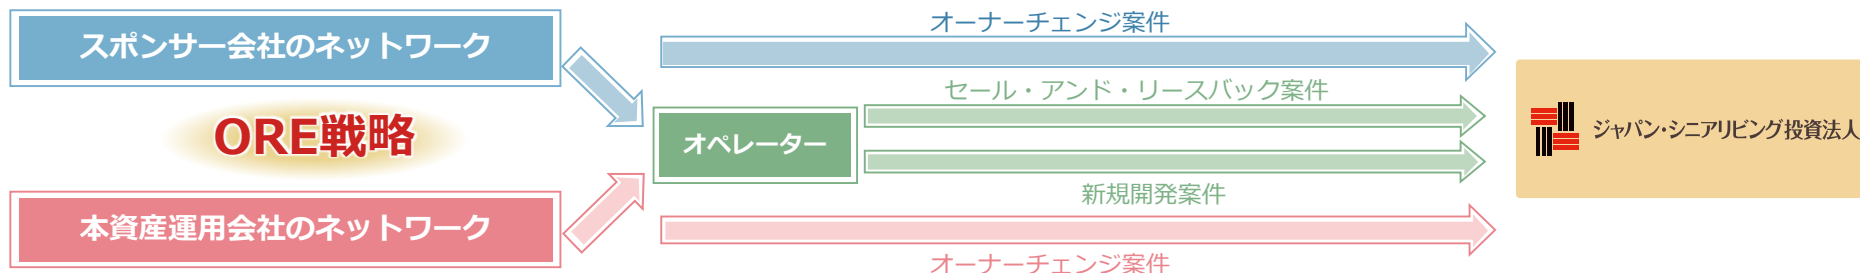 オーナーチェンジ案件
スポンサー会社のネットワーク
セール・アンド・リースバック案件
ORE戦略
オペレーター
ジャパン・シニアリビング投資法人
新規開発案件
本資産運用会社のネットワーク
オーナーチェンジ案件